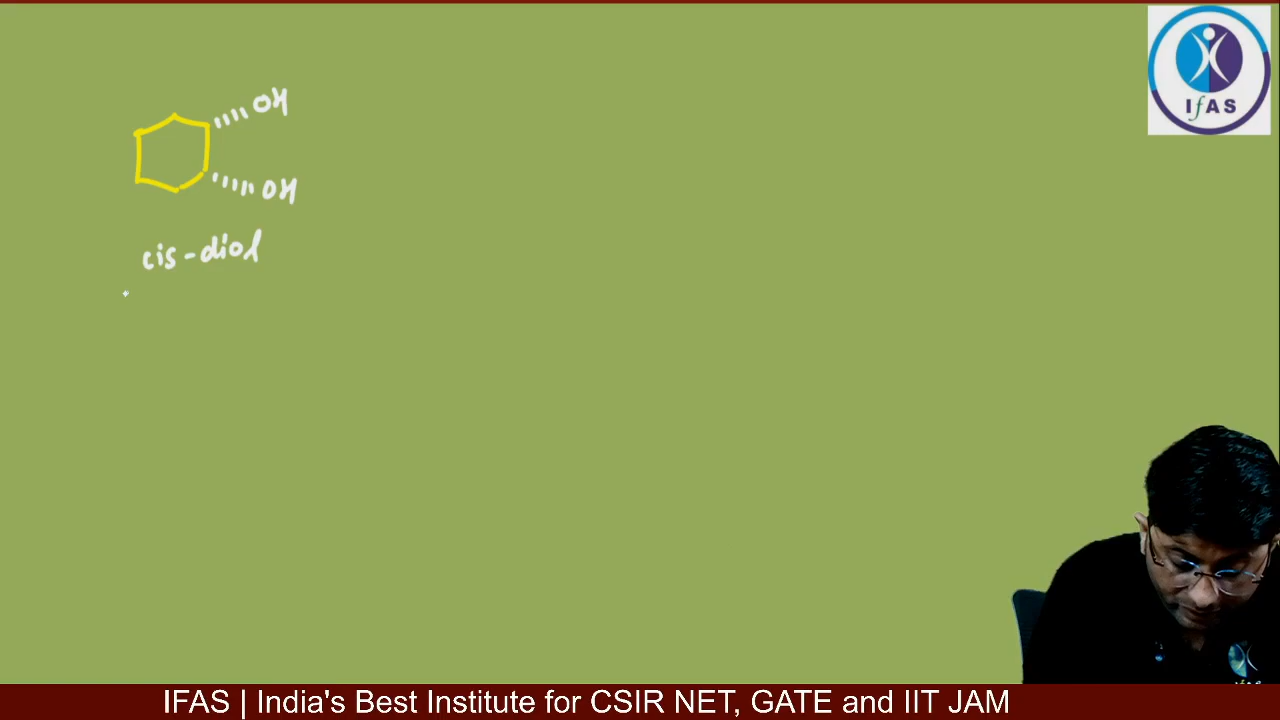 OH
OH
cis-diol
IFAS
IFAS | India's Best Institute for CSIR NET, GATE and IIT JAM